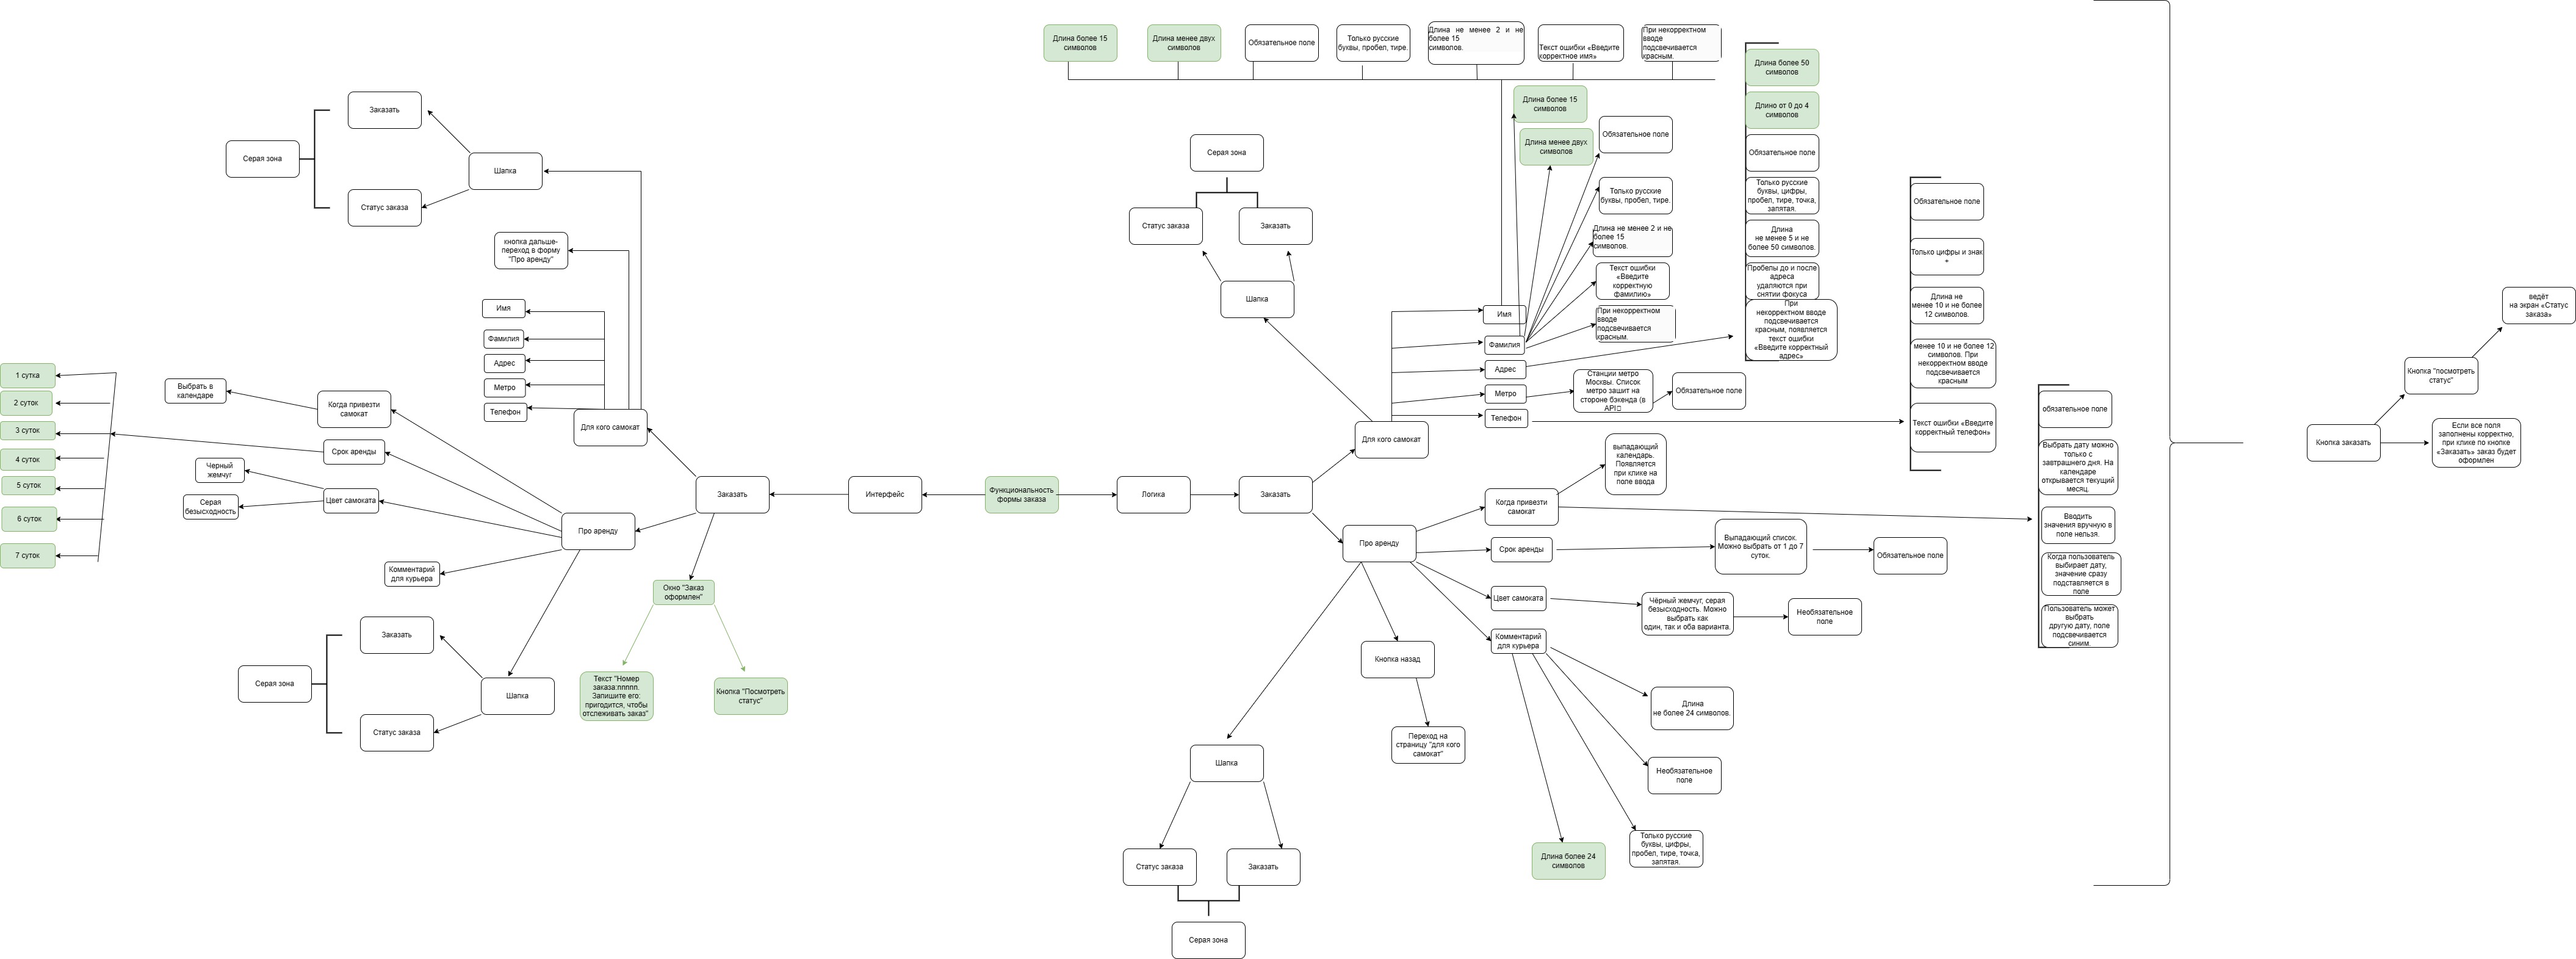 Длина более 15
символов
Длина менее двух
символов
Обязательное поле
Только русские
буквы, пробел, тире.
Длина не менее 2 и не
более 15
символов.
Текст ошибки «Введите
корректное имя»
При некорректном
вводе
подсвечивается
красным.
Длина более 50
символов
Длино от 0 до 4
символов
Обязательное поле
Только русские
буквы, цифры,
пробел, тире, точка,
запятая.
Длина
не менее 5 и не
более 50 символов.
Пробелы до и после
адреса
удаляются при
снятии фокуса
При
некорректном вводе
подсвечивается
красным, появляется
текст ошибки
«Введите корректный
адрес»
Длина более 15
символов
Длина менее двух
символов
Обязательное поле
Только русские
буквы, пробел, тире.
Длина не менее 2 и не
более 15
символов.
Текст ошибки
«Введите
корректную
фамилию»
При некорректном
вводе
подсвечивается
красным.
Обязательное поле
Только цифры и знак
+
Длина не
менее 10 и не более
12 символов.
менее 10 и не более 12
символов. При
некорректном вводе
подсвечивается
красным
Текст ошибки «Введите
корректный телефон»
Серая зона
Заказать
Статус заказа
Шапка
кнопка дальше-
переход в форму
"Про аренду"
Имя
Фамилия
Адрес
Метро
Телефон
Для кого самокат
Серая зона
Статус заказа
Заказать
Шапка
Имя
Фамилия
Адрес
Метро
Телефон
Станции метро
Москвы. Список
метро зашит на
стороне бэкенда (в
API
Обязательное поле
Для кого самокат
1 сутка
2 суток
3 суток
4 суток
5 суток
6 суток
7 суток
Выбрать в
календаре
Когда привезти
самокат
Срок аренды
Черный
жемчуг
Серая
безысходность
Цвет самоката
Комментарий
для курьера
Про аренду
Заказать
Интерфейс
Функциональность
формы заказа
Логика
Заказать
Окно "Заказ
оформлен"
Текст "Номер
заказа:nnnnn.
Запишите его:
пригодится, чтобы
отслеживать заказ"
Кнопка "Посмотреть
статус"
Серая зона
Заказать
Статус заказа
Шапка
Про аренду
Когда привезти
самокат
выпадающий
календарь.
Появляется
при клике на
поле ввода
Срок аренды
Выпадающий список.
Можно выбрать от 1 до 7
суток.
Обязательное поле
Цвет самоката
Чёрный жемчуг, серая
безысходность. Можно
выбрать как
один, так и оба варианта.
Необязательное
поле
Комментарий
для курьера
Длина
не более 24 символов.
Необязательное
поле
Только русские
буквы, цифры,
пробел, тире, точка,
запятая.
Длина более 24
символов
Кнопка назад
Переход на
страницу "для кого
самокат"
Шапка
Статус заказа
Заказать
Серая зона
обязательное поле
Выбрать дату можно
только с
завтрашнего дня. На
календаре
открывается текущий
месяц.
Вводить
значения вручную в
поле нельзя.
Когда пользователь
выбирает дату,
значение сразу
подставляется в
поле
Пользователь может
выбрать
другую дату, поле
подсвечивается
синим.
Кнопка заказать
Кнопка "посмотреть
статус"
ведёт
на экран «Статус
заказа»
Если все поля
заполнены корректно,
при клике по кнопке
«Заказать» заказ будет
оформлен